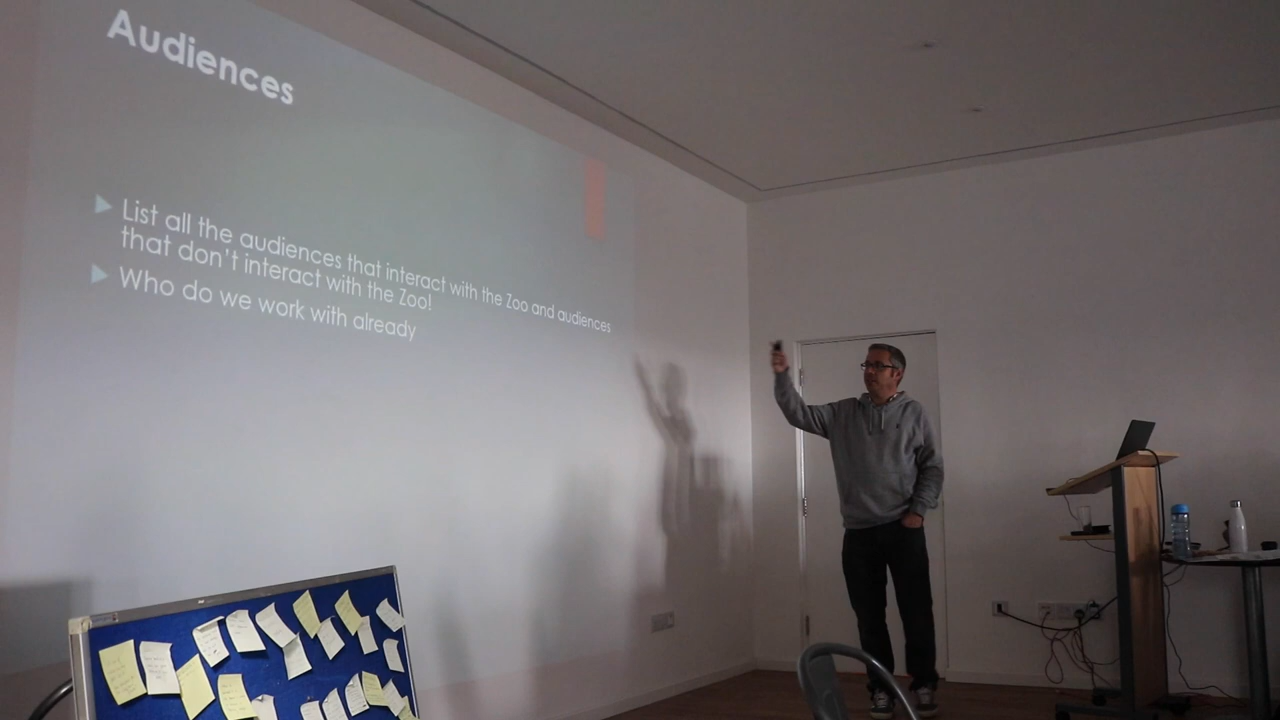 Audiences
List all the audiences that interact with the Zoo and audiences
that don't interact with the Zoo!
Who do we work with already